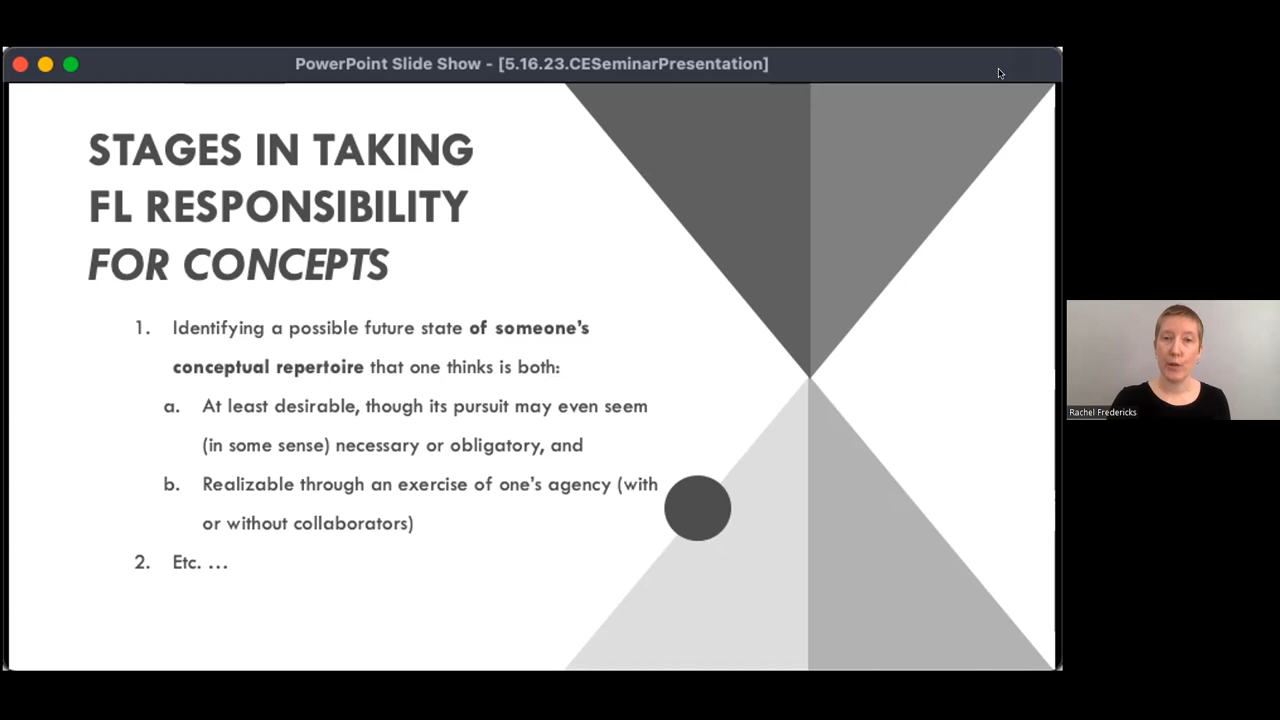 PowerPoint Slide Show - [5.16.23.CESeminarPresentation]
STAGES IN TAKING
FL RESPONSIBILITY
FOR CONCEPTS
1. Identifying a possible future state of someone's
conceptual repertoire that one thinks is both:
a. At least desirable, though its pursuit may even seem
(in some sense) necessary or obligatory, and
b. Realizable through an exercise of one's agency (with
or without collaborators)
2. Etc. …
Rachel Fredericks